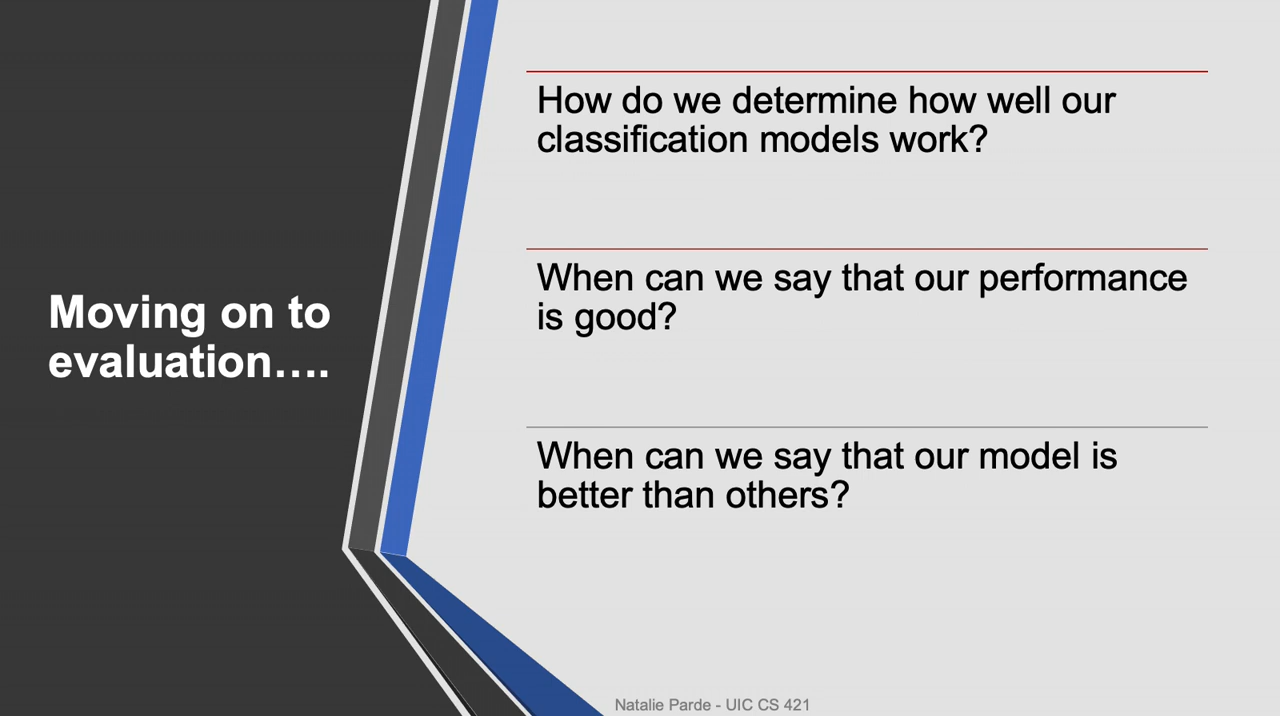 Moving on to
evaluation….
How do we determine how well our
classification models work?
When can we say that our performance
is good?
When can we say that our model is
better than others?
Natalie Parde - UIC CS 421